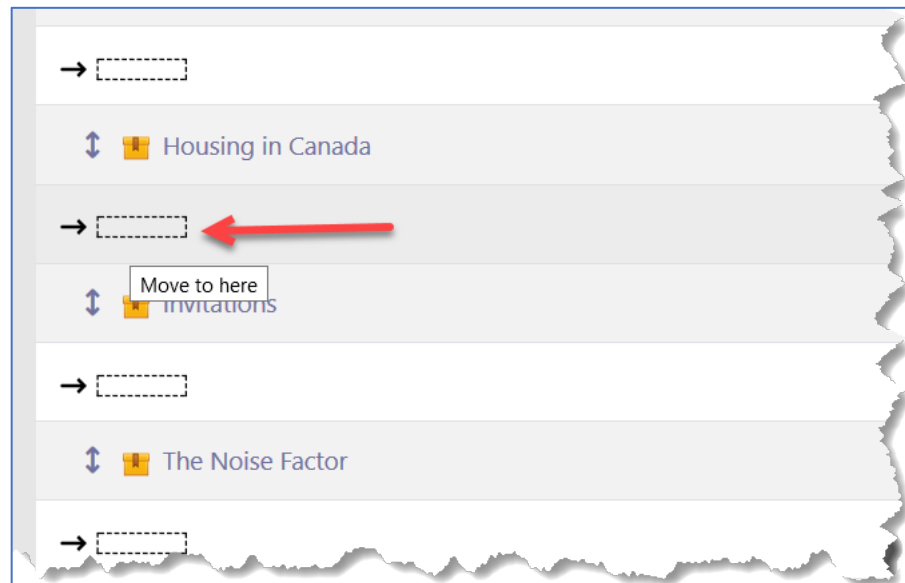 Housing in Canada
Move to here
Invitations
The Noise Factor